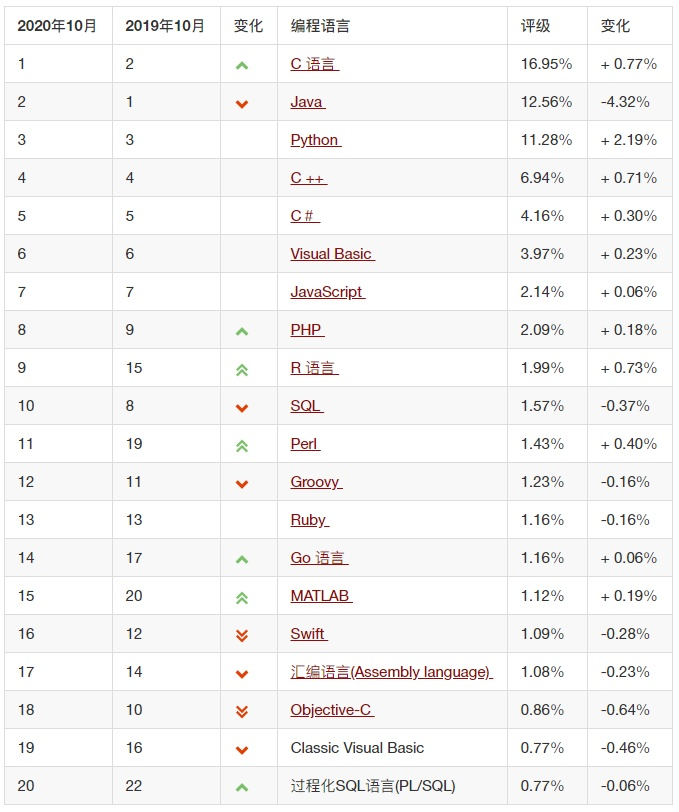 2020年10月 2019年10月 变化 编程语言 评级 变化
1 2 C 语言 16.95% + 0.77%
2 1 Java 12.56% -4.32%
3 3 Python 11.28% + 2.19%
4 4 C ++ 6.94% + 0.71%
5 5 C # 4.16% + 0.30%
6 6 Visual Basic 3.97% + 0.23%
7 7 JavaScript 2.14% + 0.06%
8 9 PHP 2.09% + 0.18%
9 15 R 语言 1.99% + 0.73%
10 8 SQL 1.57% -0.37%
11 19 Perl 1.43% + 0.40%
12 11 Groovy 1.23% -0.16%
13 13 Ruby 1.16% -0.16%
14 17 Go 语言 1.16% + 0.06%
15 20 MATLAB 1.12% + 0.19%
16 12 Swift 1.09% -0.28%
17 14 汇编语言(Assembly language) 1.08% -0.23%
18 10 Objective-C 0.86% -0.64%
19 16 Classic Visual Basic 0.77% -0.46%
20 22 过程化SQL语言(PL/SQL) 0.77% -0.06%